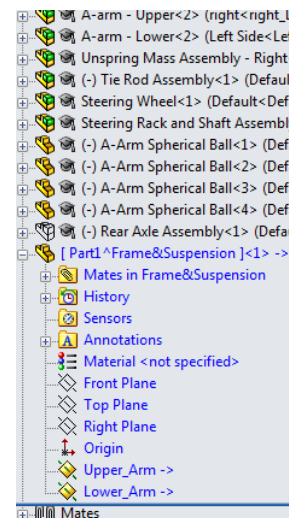 A-arm - Upper<2> (right<right_L
A-arm - Lower<2> (Left Side<Lef
Unspring Mass Assembly - Right
(-) Tie Rod Assembly<1> (Defaul
Steering Wheel<1> (Default<Def
Steering Rack and Shaft Assembl
(-) A-Arm Spherical Ball<1> (Def
(-) A-Arm Spherical Ball<2> (Def
(-) A-Arm Spherical Ball<3> (Def
(-) A-Arm Spherical Ball<4> (Def
(-) Rear Axle Assembly<1> (Defau
[ Part1^Frame&Suspension ]<1> ->
Mates in Frame&Suspension
History
Sensors
Annotations
Material <not specified>
Front Plane
Top Plane
Right Plane
Origin
Upper_Arm ->
Lower_Arm ->
Mates